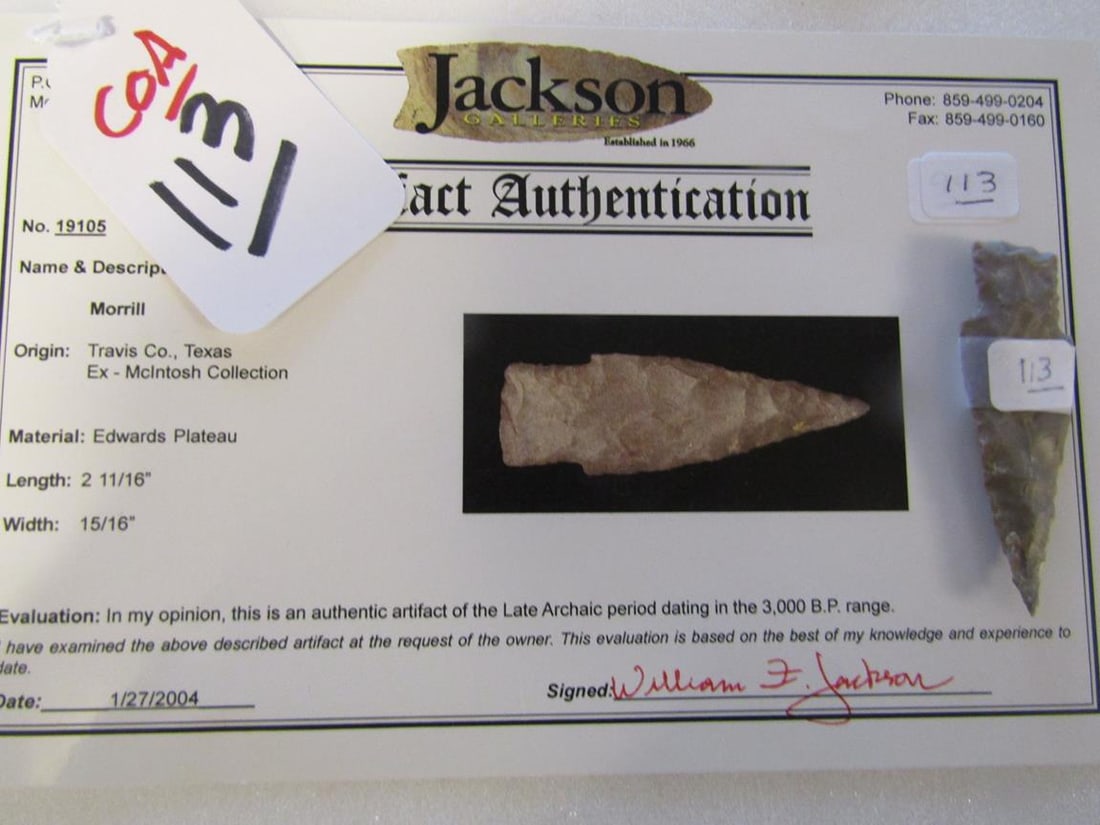 COA/
113
Jackson
GALLERIES
Established in 1966
Phone: 859-499-0204
Fax: 859-499-0160
fact Authentication
113
No. 19105
Name & Descrip
Morrill
Origin: Travis Co., Texas
Ex - McIntosh Collection
113
Material: Edwards Plateau
Length: 2 11/16"
Width: 15/16"
Evaluation: In my opinion, this is an authentic artifact of the Late Archaic period dating in the 3,000 B.P. range.
I have examined the above described artifact at the request of the owner. This evaluation is based on the best of my knowledge and experience to
date.
Date: 1/27/2004
Signed: William F. Jackson